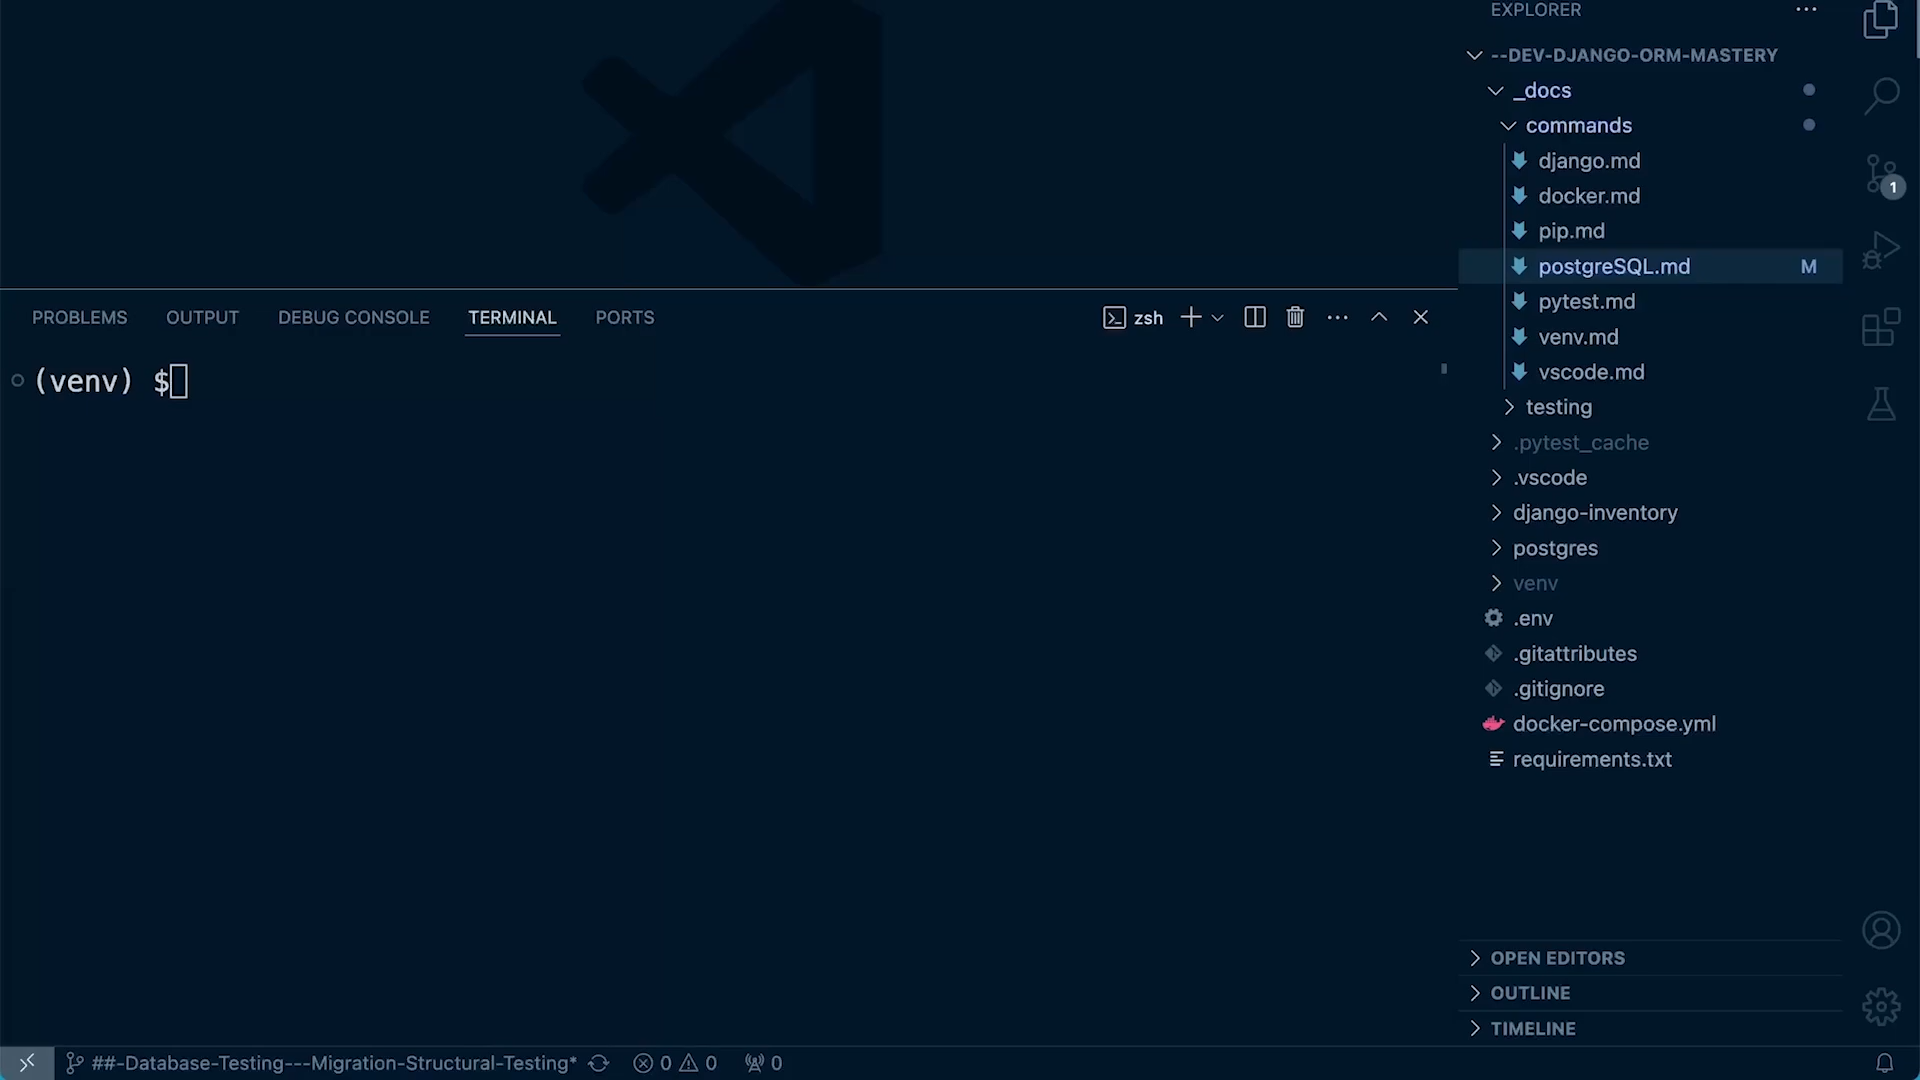 EXPLORER
--DEV-DJANGO-ORM-MASTERY
_docs
commands
django.md
docker.md
pip.md
postgreSQL.md M
pytest.md
venv.md
vscode.md
testing
.pytest_cache
.vscode
django-inventory
postgres
venv
.env
.gitattributes
.gitignore
docker-compose.yml
requirements.txt
OPEN EDITORS
OUTLINE
TIMELINE
1
PROBLEMS OUTPUT DEBUG CONSOLE TERMINAL PORTS zsh
(venv) $
##-Database-Testing---Migration-Structural-Testing* 0 0 0